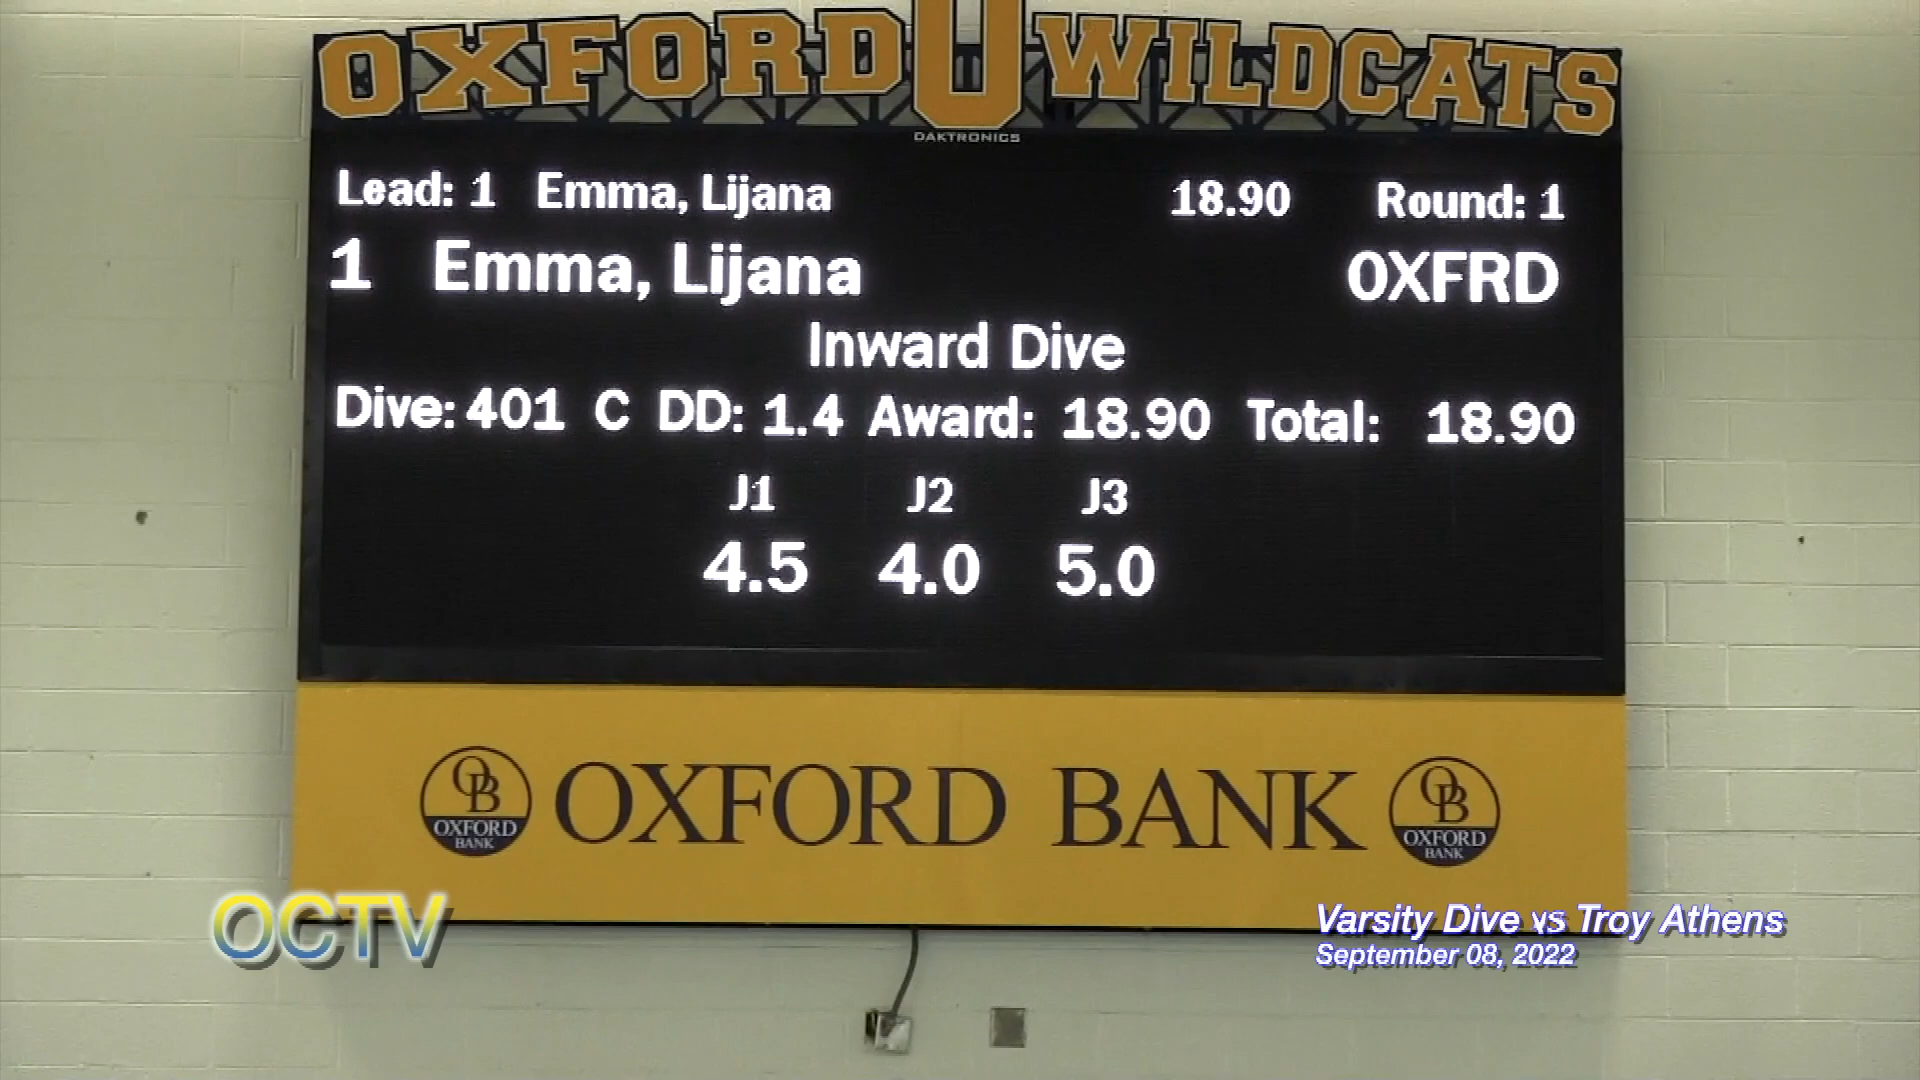 OXFORD O WILDCATS
DAKTRONICS
Lead: 1 Emma, Lijana 18.90 Round: 1
1 Emma, Lijana OXFRD
Inward Dive
Dive: 401 C DD: 1.4 Award: 18.90 Total: 18.90
J1 J2 J3
4.5 4.0 5.0
OB OXFORD BANK OXFORD BANK OB OXFORD BANK
OCTV
Varsity Dive vs Troy Athens
September 08, 2022